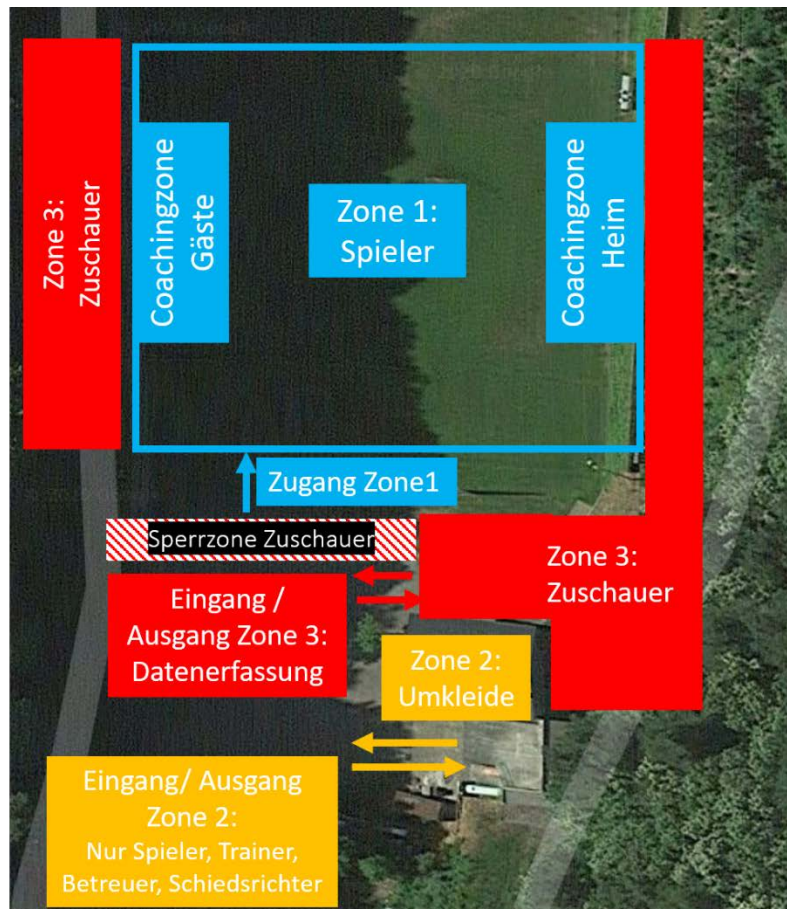 Zone 3:
Zuschauer
Coachingzone
Gäste
Zone 1:
Spieler
Coachingzone
Heim
Zugang Zone1
Sperrzone Zuschauer
Zone 3:
Zuschauer
Eingang /
Ausgang Zone 3:
Datenerfassung
Zone 2:
Umkleide
Eingang/ Ausgang
Zone 2:
Nur Spieler, Trainer,
Betreuer, Schiedsrichter